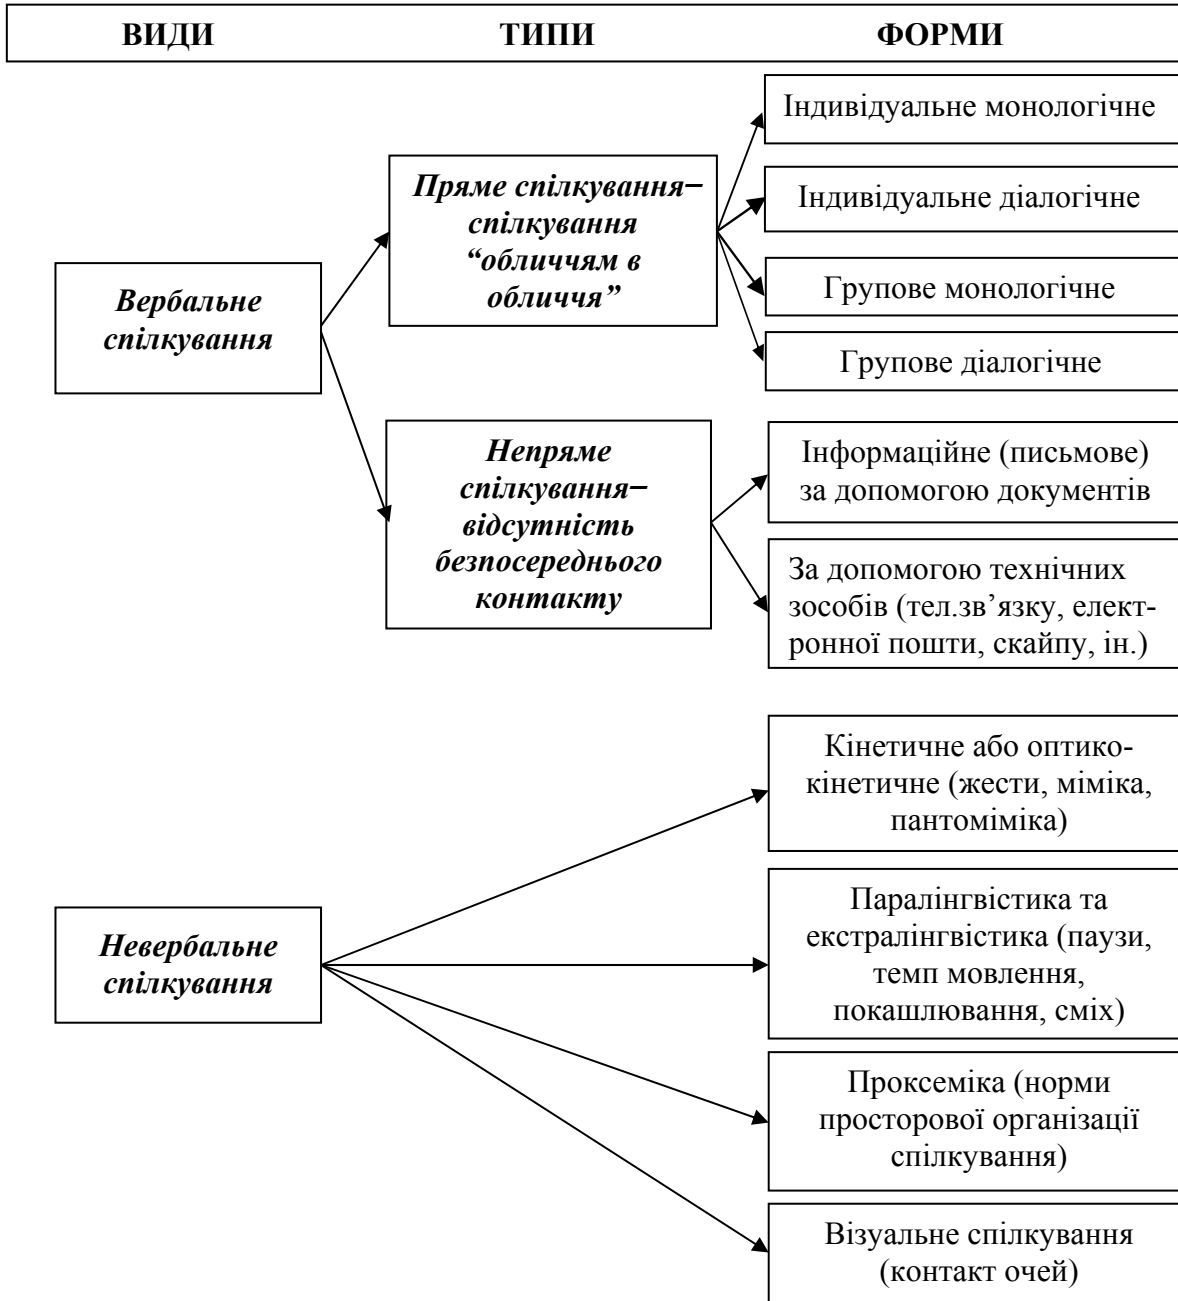 ВИДИ ТИПИ ФОРМИ
Індивідуальне монологічне
Пряме спілкування–
спілкування
“обличчям в
обличчя”
Індивідуальне діалогічне
Групове монологічне
Групове діалогічне
Вербальне
спілкування
Непряме
спілкування–
відсутність
безпосереднього
контакту
Інформаційне (письмове)
за допомогою документів
За допомогою технічних
зособів (тел.зв’язку, елект-
ронної пошти, скайпу, ін.)
Кінетичне або оптико-
кінетичне (жести, міміка,
пантоміміка)
Невербальне
спілкування
Паралінгвістика та
екстралінгвістика (паузи,
темп мовлення,
покашлювання, сміх)
Проксеміка (норми
просторової організації
спілкування)
Візуальне спілкування
(контакт очей)